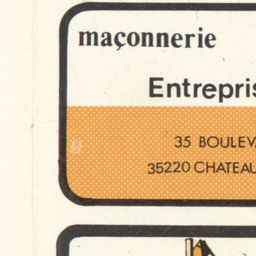 maçonnerie
Entrepris
35 BOULEV
35220 CHATEAU